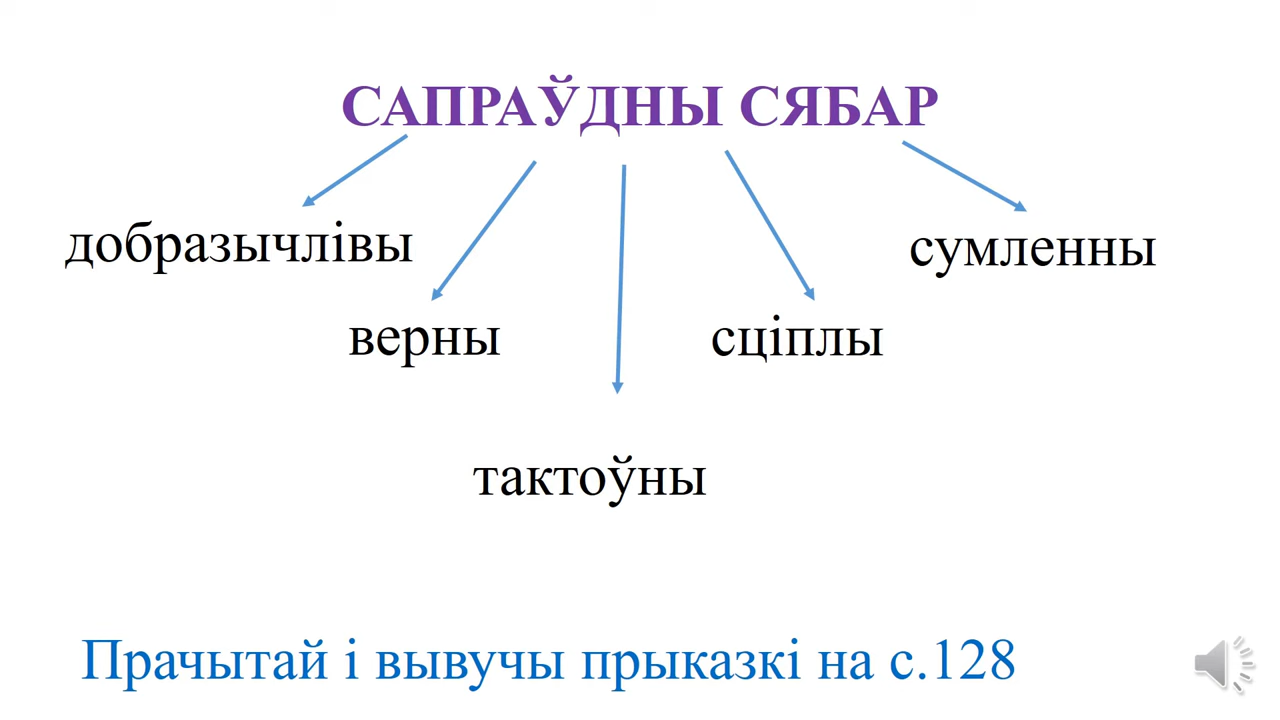 САПРАЎДНЫ СЯБАР
добразычлівы
сумленны
верны
сціплы
тактоўны
Прачытай і вывучы прыказкі на с.128